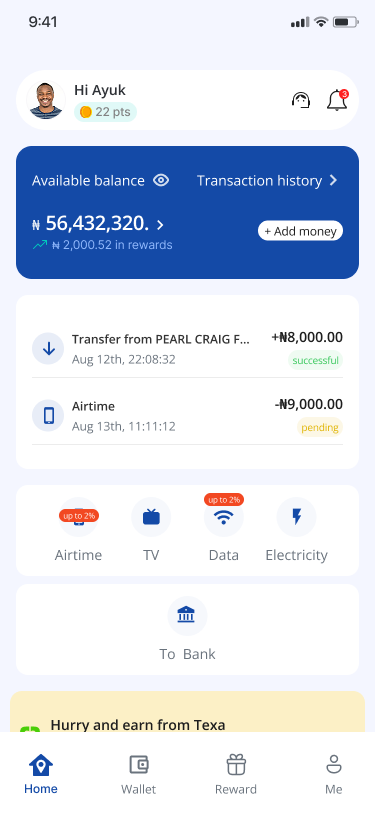 9:41
Hi Ayuk
3
22 pts
Available balance
Transaction history
₦ 56,432,320.
₦ 2,000.52 in rewards
+ Add money
Transfer from PEARL CRAIG F...
+₦8,000.00
Aug 12th, 22:08:32
successful
Airtime
-₦9,000.00
Aug 13th, 11:11:12
pending
up to 2%
up to 2%
Airtime
TV
Data
Electricity
To Bank
Hurry and earn from Texa
Home
Wallet
Reward
Me